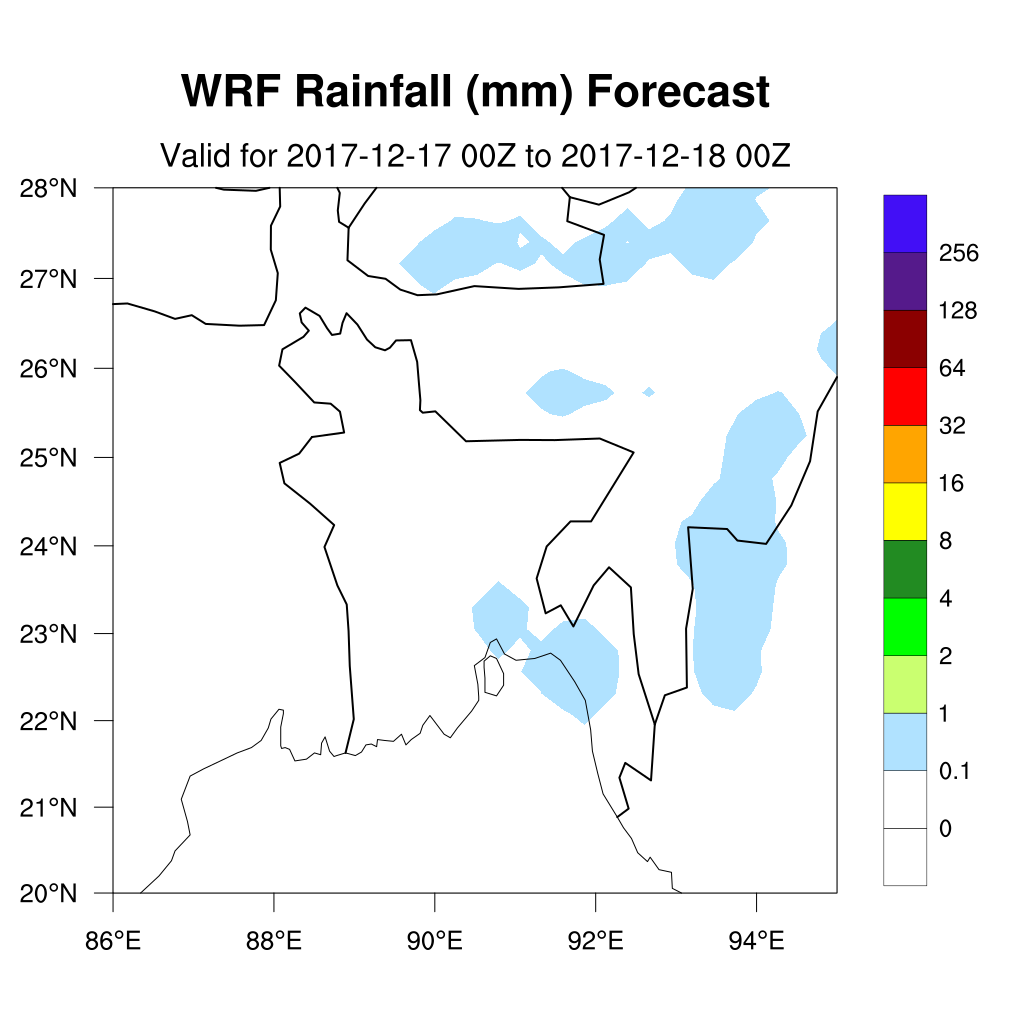 WRF Rainfall (mm) Forecast
Valid for 2017-12-17 00Z to 2017-12-18 00Z
28°N
27°N
26°N
25°N
24°N
23°N
22°N
21°N
20°N
86°E 88°E 90°E 92°E 94°E
256
128
64
32
16
8
4
2
1
0.1
0